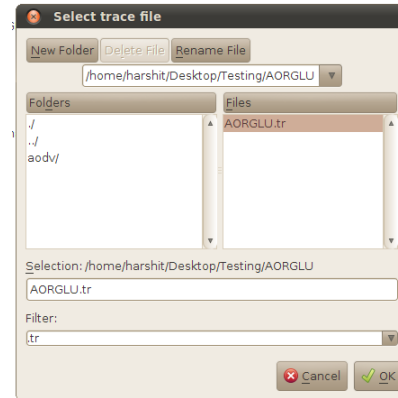 Select trace file
New Folder Delete File Rename File
/home/harshit/Desktop/Testing/AORGLU
Folders Files
./ AORGLU.tr
../
aodv/
Selection: /home/harshit/Desktop/Testing/AORGLU
AORGLU.tr
Filter:
.tr
Cancel OK